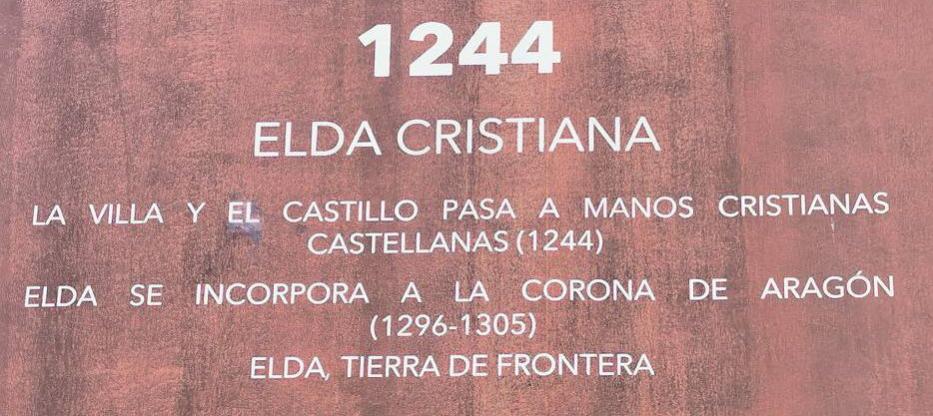 1244
ELDA CRISTIANA
LA VILLA Y EL CASTILLO PASA A MANOS CRISTIANAS
CASTELLANAS (1244)
ELDA SE INCORPORA A LA CORONA DE ARAGÓN
(1296-1305)
ELDA, TIERRA DE FRONTERA